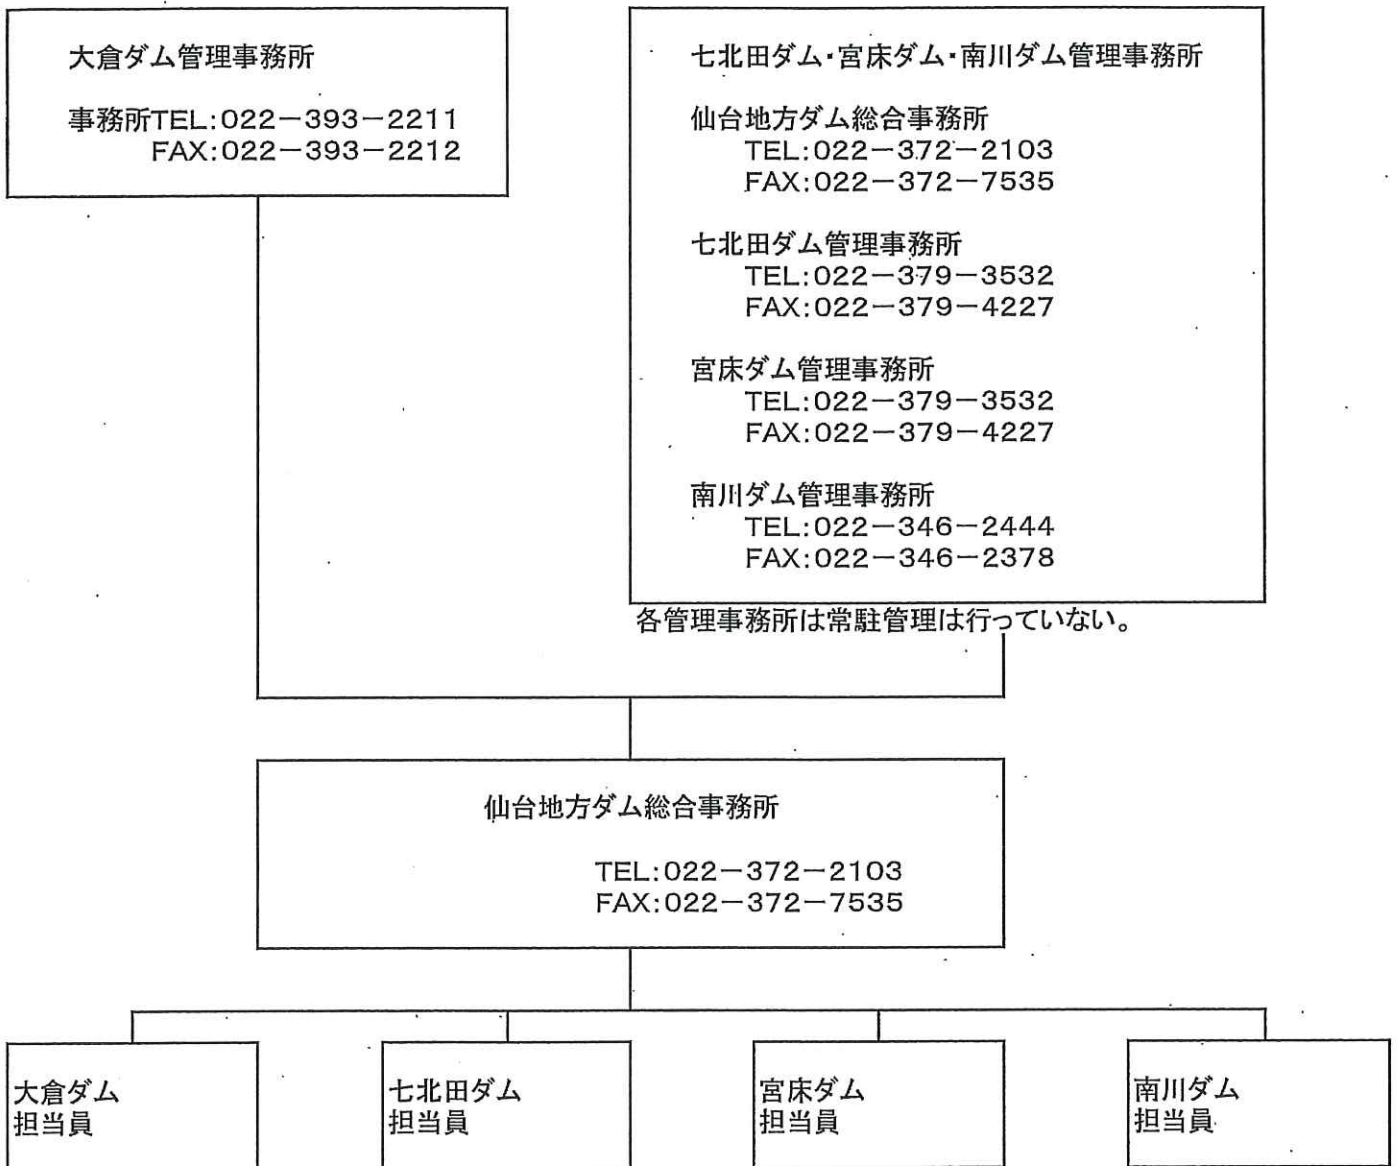 大倉ダム管理事務所
事務所TEL:022－393－2211
FAX:022－393－2212
七北田ダム・宮床ダム・南川ダム管理事務所
仙台地方ダム総合事務所
TEL:022－372－2103
FAX:022－372－7535
七北田ダム管理事務所
TEL:022－379－3532
FAX:022－379－4227
宮床ダム管理事務所
TEL:022－379－3532
FAX:022－379－4227
南川ダム管理事務所
TEL:022－346－2444
FAX:022－346－2378
各管理事務所は常駐管理は行っていない。
仙台地方ダム総合事務所
TEL:022－372－2103
FAX:022－372－7535
大倉ダム
担当員
七北田ダム
担当員
宮床ダム
担当員
南川ダム
担当員